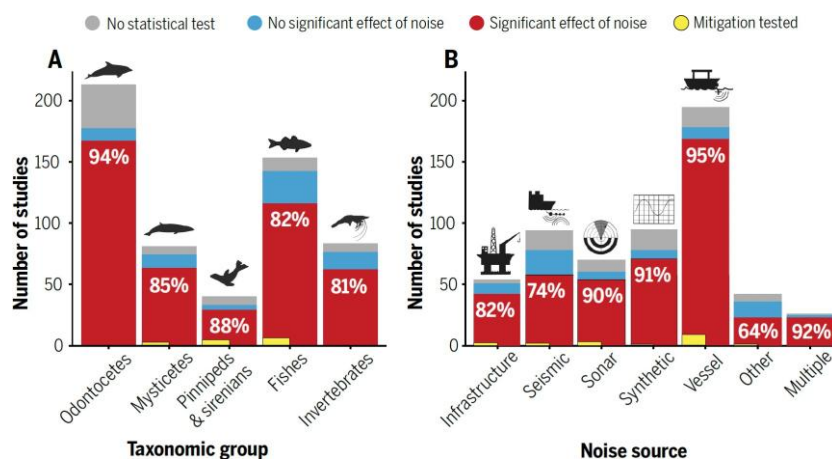 No statistical test
No significant effect of noise
Significant effect of noise
Mitigation tested
A
Number of studies
200
150
100
50
0
94%
85%
88%
82%
81%
Odontocetes
Mysticetes
Pinnipeds
& sirenians
Fishes
Invertebrates
Taxonomic group
B
Number of studies
200
150
100
50
0
82%
74%
90%
91%
95%
64%
92%
Infrastructure
Seismic
Sonar
Synthetic
Vessel
Other
Multiple
Noise source